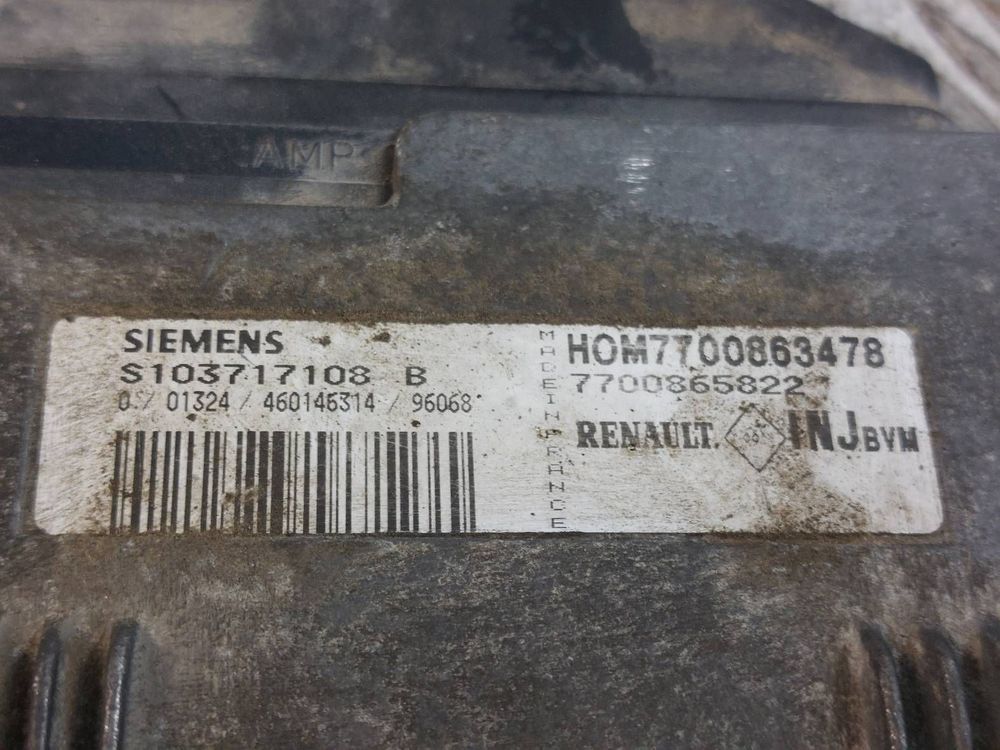 AMP
SIEMENS
S103717108 B
0 / 01324 / 460146314 / 96068
MADE IN FRANCE
HOM7700863478
7700865822
RENAULT. INJ BVM